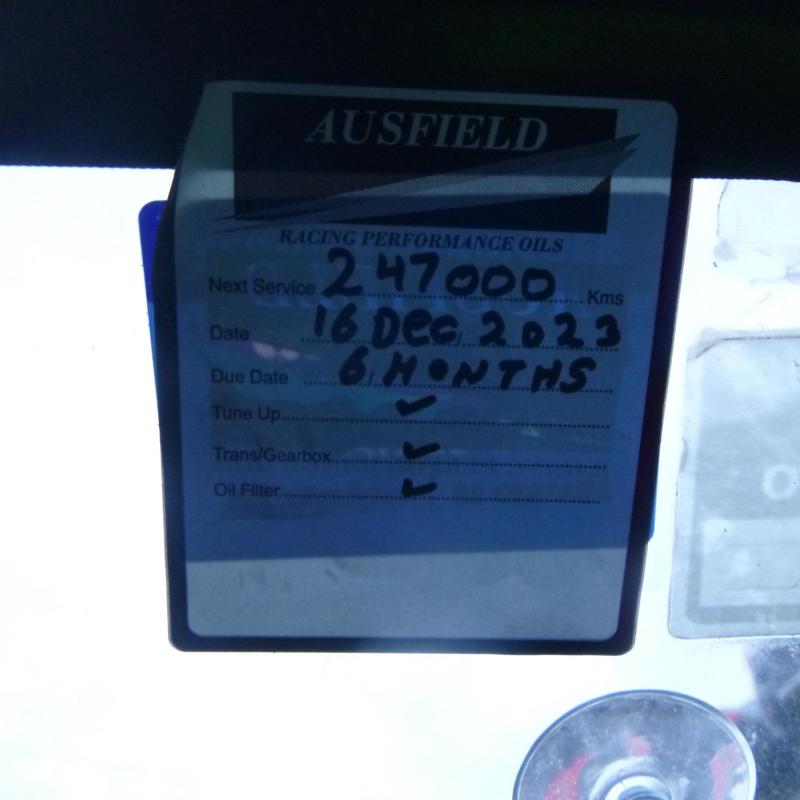 AUSFIELD
RACING PERFORMANCE OILS
Next Service 247000 Kms
Date 16 Dec 2023
Due Date 6 MONTHS
Tune Up ✓
Trans/Gearbox ✓
Oil Filter ✓